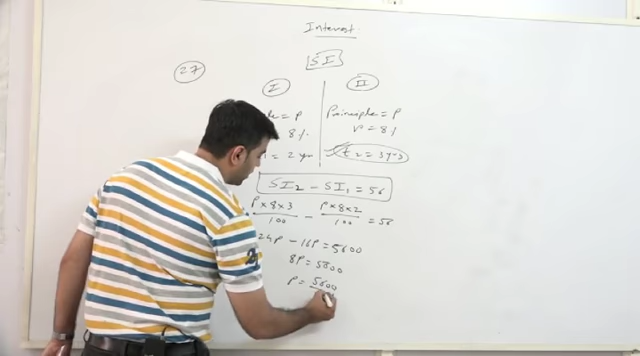 Interest
SI
27
I
II
= P
Principle = P
8%
r = 8%
= 2 yrs
t2 = 3 yrs
SI2 - SI1 = 56
P × 8 × 3 / 100 - P × 8 × 2 / 100 = 56
24P - 16P = 5600
8P = 5600
P = 5600